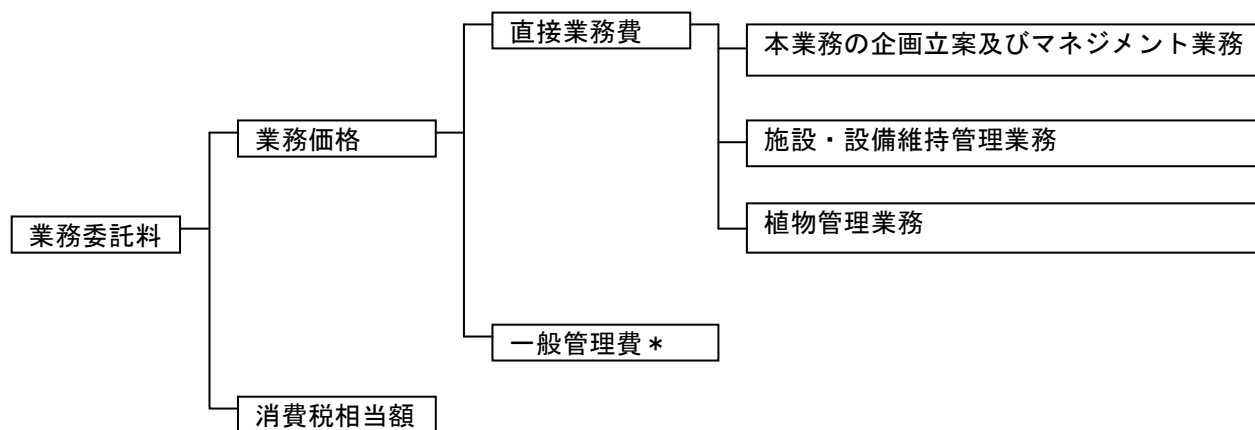 直接業務費
本業務の企画立案及びマネジメント業務
業務価格
施設・設備維持管理業務
業務委託料
植物管理業務
一般管理費＊
消費税相当額